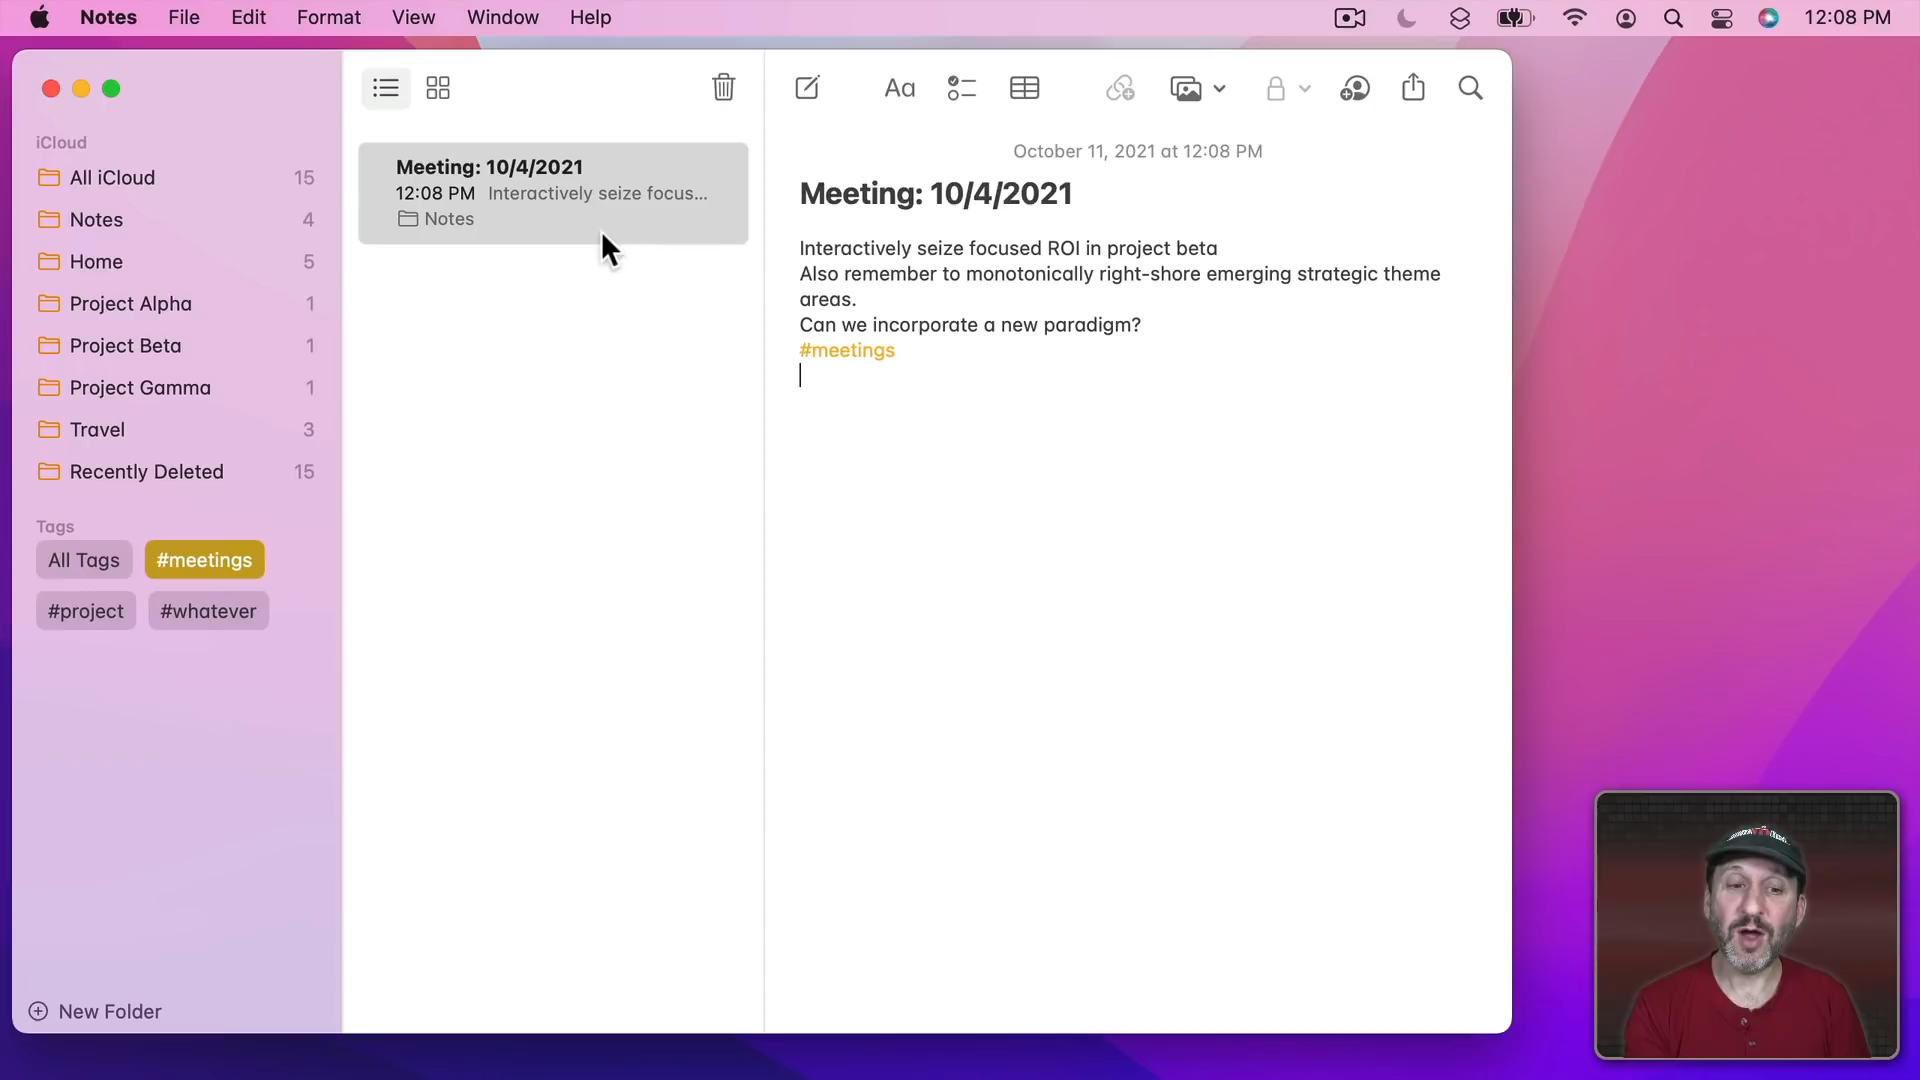 Notes File Edit Format View Window Help 12:08 PM
iCloud
All iCloud 15
Notes 4
Home 5
Project Alpha 1
Project Beta 1
Project Gamma 1
Travel 3
Recently Deleted 15
Tags
All Tags #meetings
#project #whatever
New Folder
Meeting: 10/4/2021
12:08 PM Interactively seize focus...
Notes
Aa
October 11, 2021 at 12:08 PM
Meeting: 10/4/2021
Interactively seize focused ROI in project beta
Also remember to monotonically right-shore emerging strategic theme
areas.
Can we incorporate a new paradigm?
#meetings